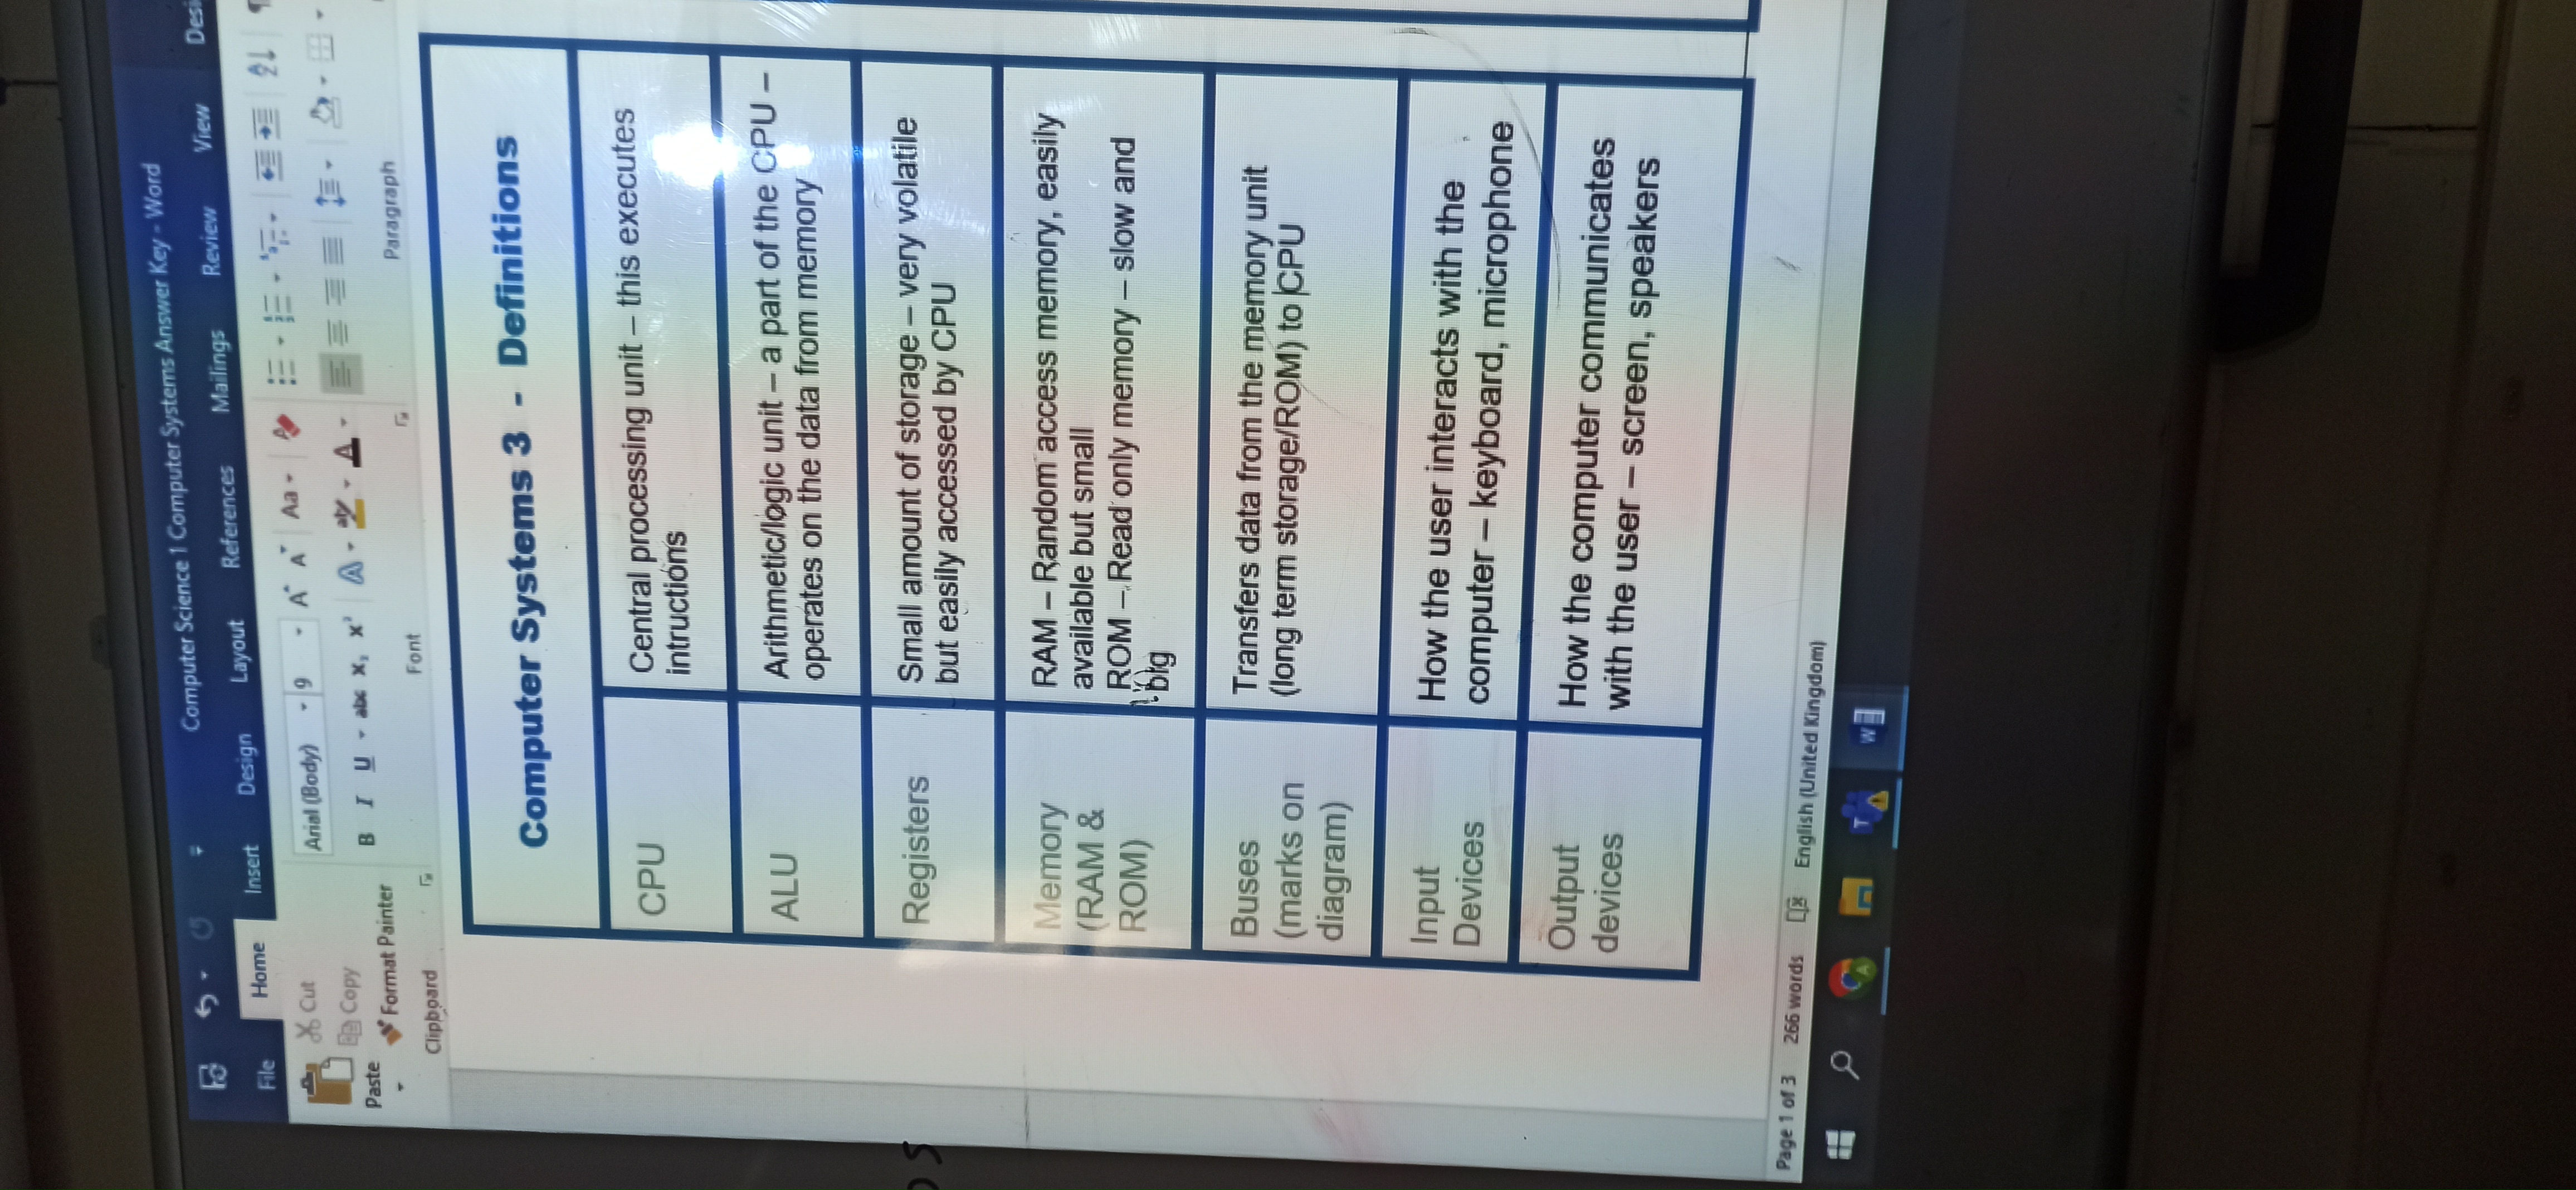 Computer Science 1 Computer Systems Answer Key - Word
File Home Insert Design Layout References Mailings Review View
Paste
Cut
Copy
Format Painter
Clipboard
Arial (Body) 9
Aa
B I U abc x₂ x²
Font
Paragraph
Computer Systems 3 - Definitions
CPU
Central processing unit – this executes
intructions
ALU
Arithmetic/logic unit – a part of the CPU –
operates on the data from memory
Registers
Small amount of storage – very volatile
but easily accessed by CPU
Memory
(RAM &
ROM)
RAM – Random access memory, easily
available but small
ROM – Read only memory – slow and
big
Buses
(marks on
diagram)
Transfers data from the memory unit
(long term storage/ROM) to CPU
Input
Devices
How the user interacts with the
computer – keyboard, microphone
Output
devices
How the computer communicates
with the user – screen, speakers
Page 1 of 3 266 words English (United Kingdom)